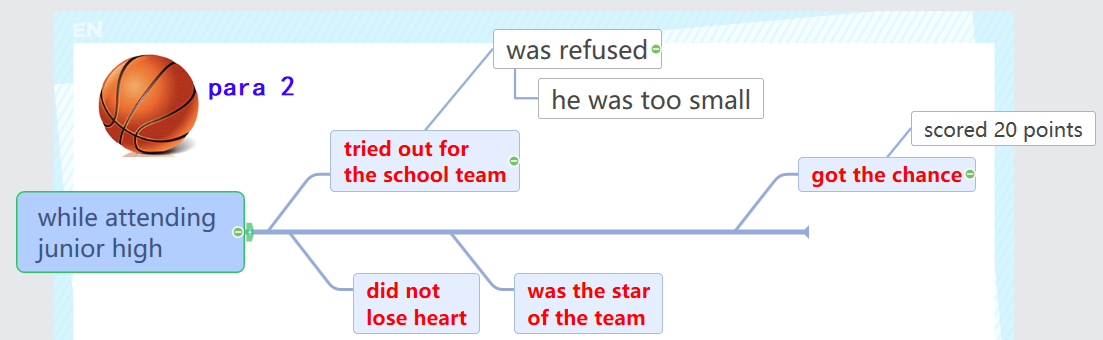 EN
para 2
was refused
he was too small
tried out for
the school team
scored 20 points
got the chance
while attending
junior high
did not
lose heart
was the star
of the team